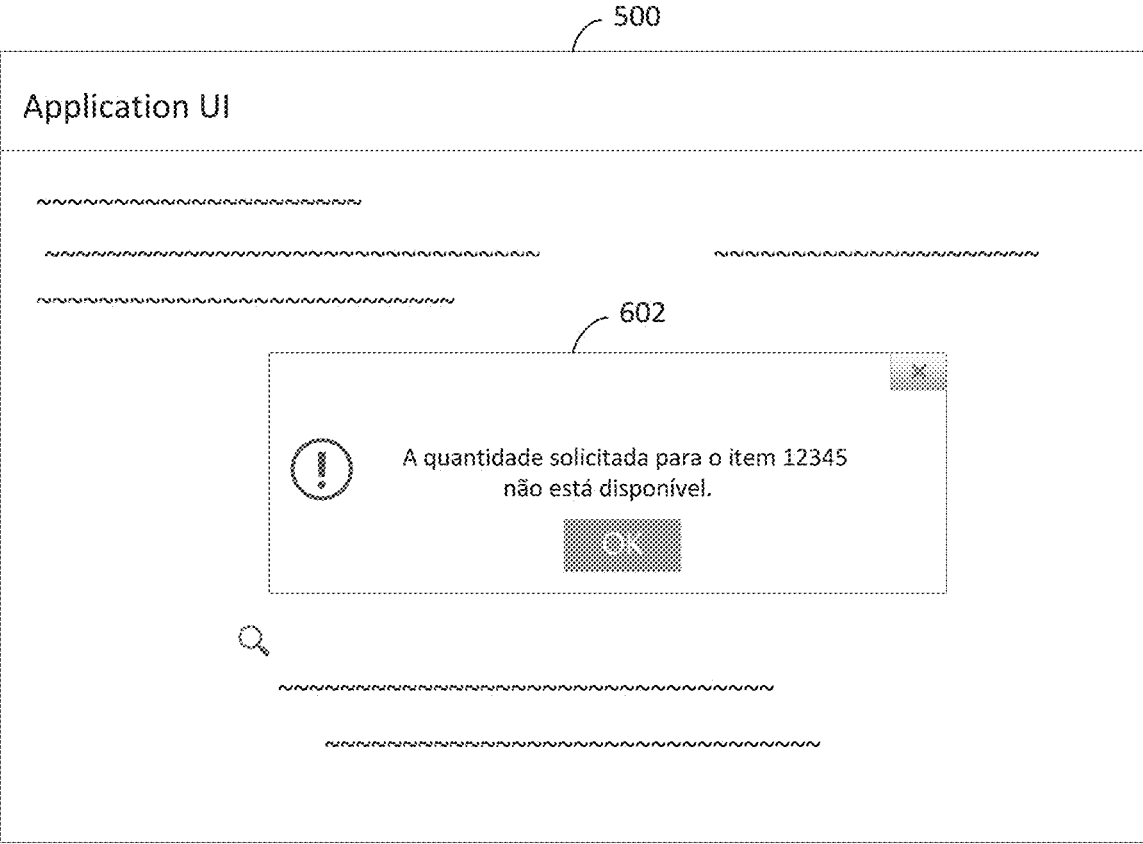 500
Application UI
602
×
A quantidade solicitada para o item 12345
não está disponível.
OK